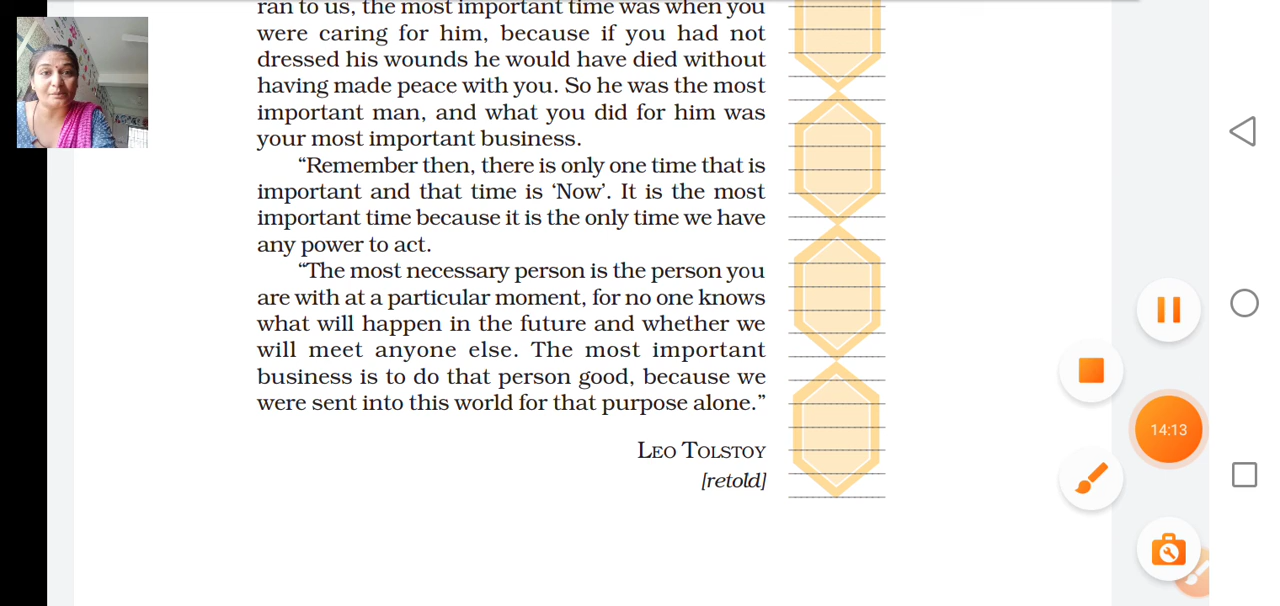 ran to us, the most important time was when you
were caring for him, because if you had not
dressed his wounds he would have died without
having made peace with you. So he was the most
important man, and what you did for him was
your most important business.
“Remember then, there is only one time that is
important and that time is ‘Now’. It is the most
important time because it is the only time we have
any power to act.
“The most necessary person is the person you
are with at a particular moment, for no one knows
what will happen in the future and whether we
will meet anyone else. The most important
business is to do that person good, because we
were sent into this world for that purpose alone.”
LEO TOLSTOY
[retold]
14:13